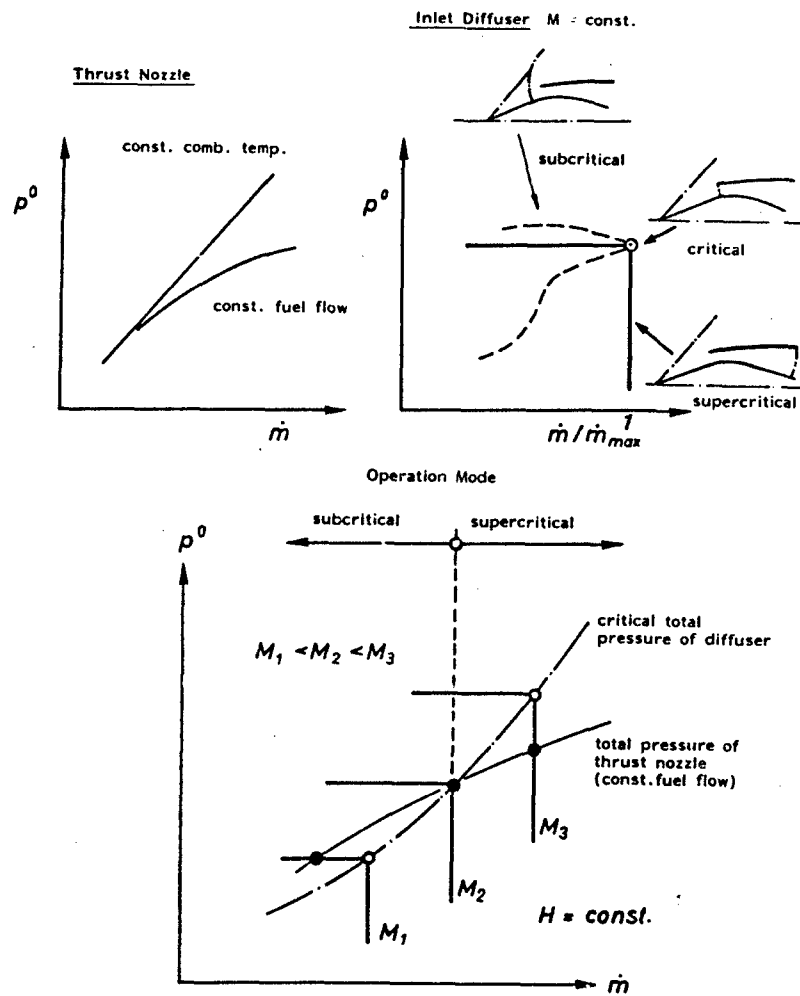 Inlet Diffuser M = const.
Thrust Nozzle
const. comb. temp.
subcritical
p⁰
p⁰
critical
const. fuel flow
supercritical
1
ṁ
ṁ/ṁmax
Operation Mode
subcritical
supercritical
p⁰
critical total
pressure of diffuser
M₁ < M₂ < M₃
total pressure of
thrust nozzle
(const.fuel flow)
M₃
M₂
H = const.
M₁
ṁ